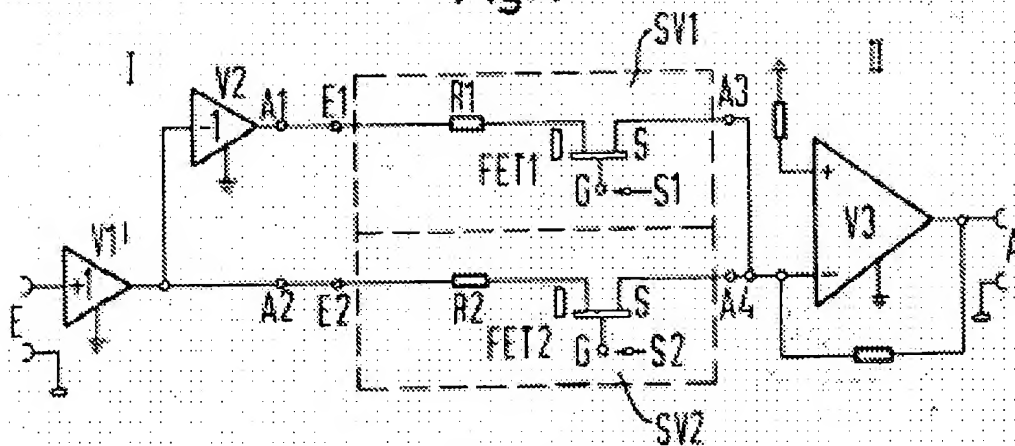 Fig.
SV1
I
II
V2
A1
E1
R1
A3
-1
D
S
FET1
G
S1
+
V1
V3
+1
A
E
A2
E2
R2
D
S
A4
-
FET2
G
S2
SV2